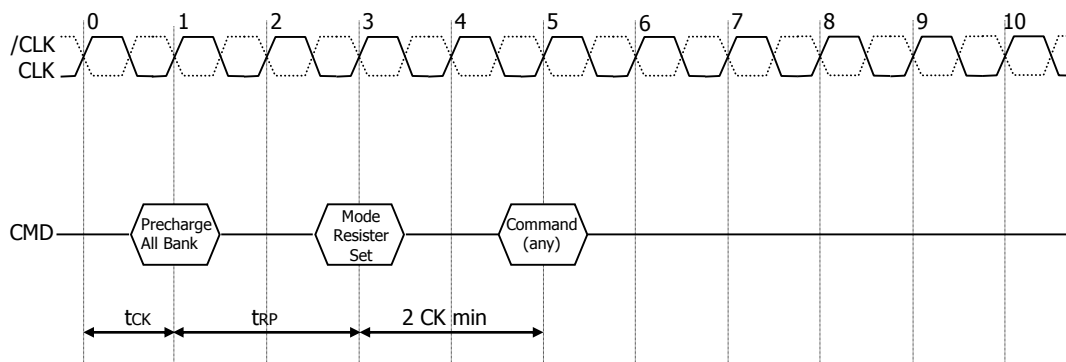 0 1 2 3 4 5 6 7 8 9 10
/CLK
CLK
CMD
Precharge
All Bank
Mode
Resister
Set
Command
(any)
tCK
tRP
2 CK min